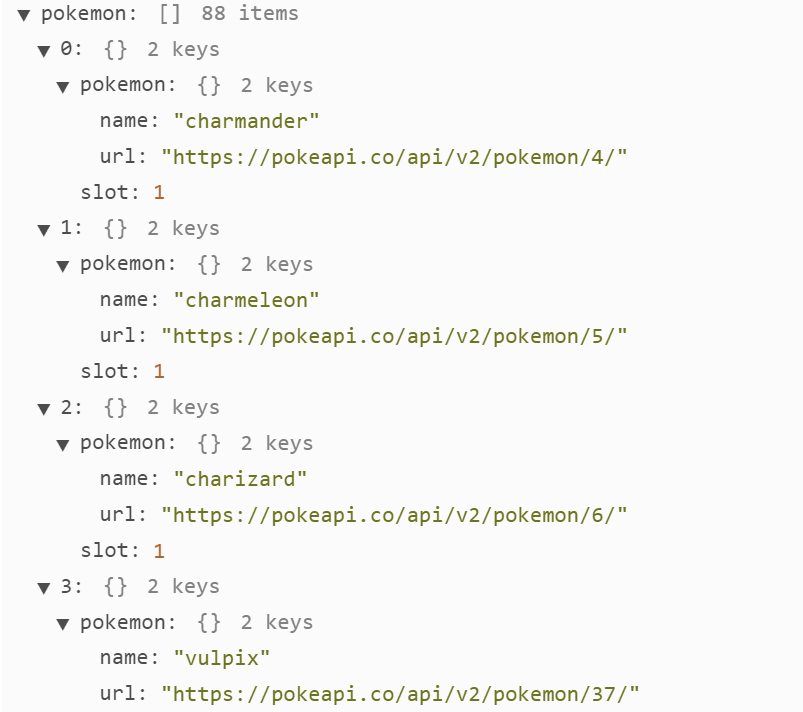 ▼ pokemon: [] 88 items
▼ 0: {} 2 keys
▼ pokemon: {} 2 keys
name: "charmander"
url: "https://pokeapi.co/api/v2/pokemon/4/"
slot: 1
▼ 1: {} 2 keys
▼ pokemon: {} 2 keys
name: "charmeleon"
url: "https://pokeapi.co/api/v2/pokemon/5/"
slot: 1
▼ 2: {} 2 keys
▼ pokemon: {} 2 keys
name: "charizard"
url: "https://pokeapi.co/api/v2/pokemon/6/"
slot: 1
▼ 3: {} 2 keys
▼ pokemon: {} 2 keys
name: "vulpix"
url: "https://pokeapi.co/api/v2/pokemon/37/"